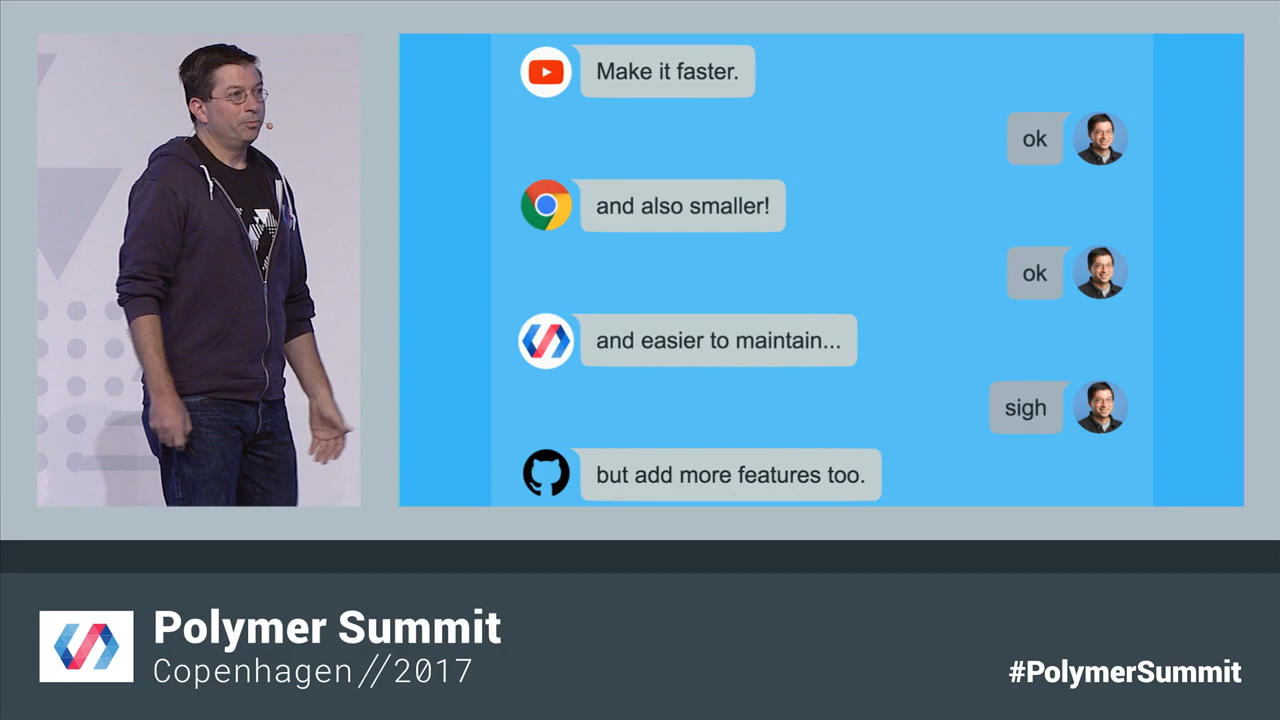 Make it faster.
ok
and also smaller!
ok
and easier to maintain...
sigh
but add more features too.
Polymer Summit
Copenhagen//2017
#PolymerSummit